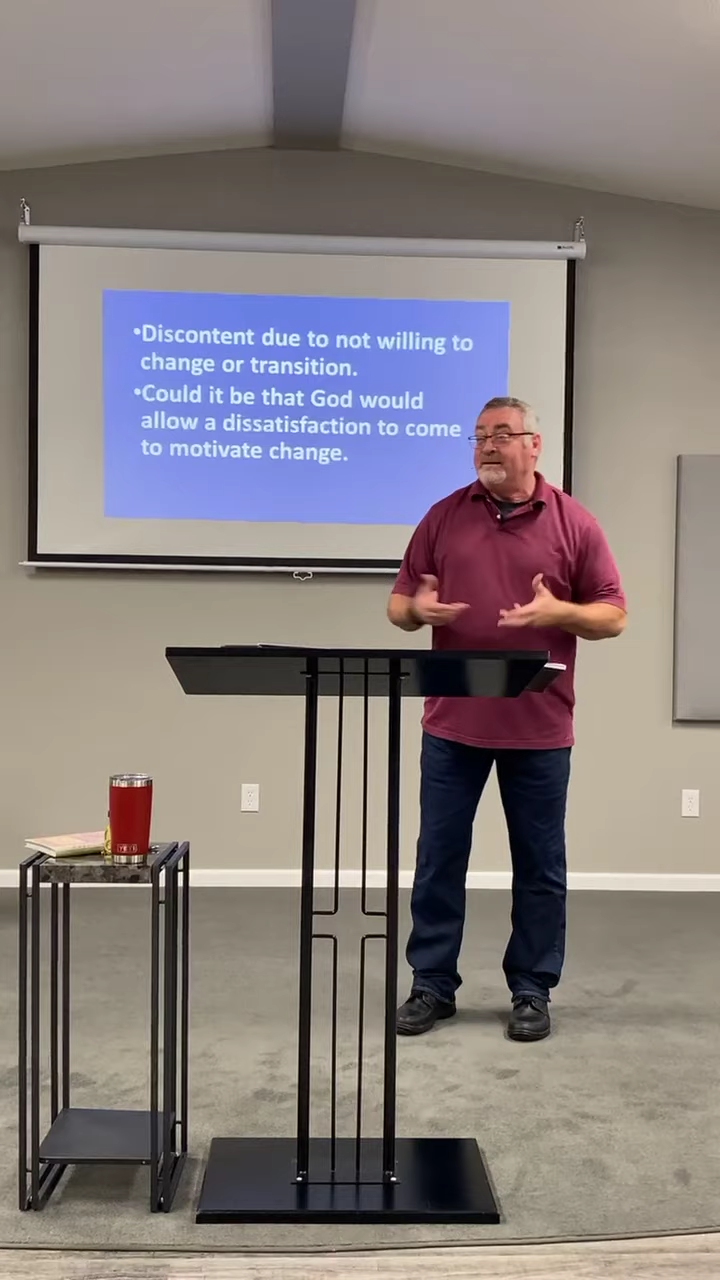 •Discontent due to not willing to
change or transition.
•Could it be that God would
allow a dissatisfaction to come
to motivate change.
YETI